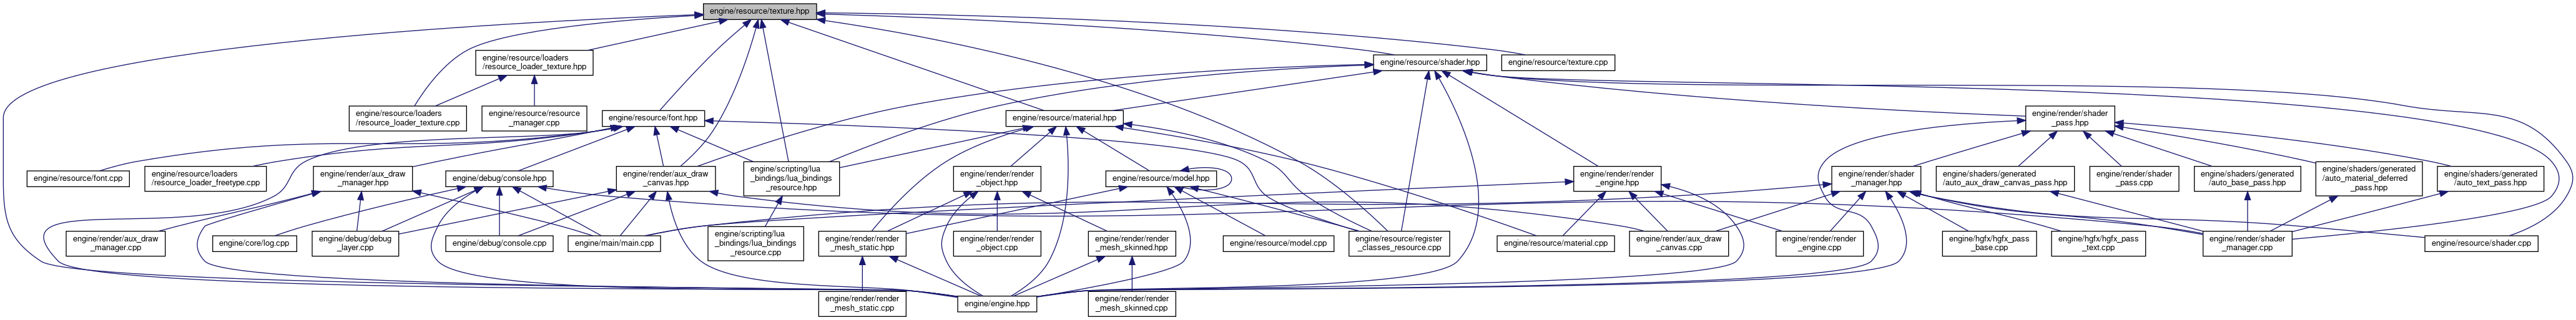 engine/resource/texture.hpp
engine/resource/loaders
/resource_loader_texture.hpp
engine/resource/shader.hpp
engine/resource/texture.cpp
engine/resource/loaders
/resource_loader_texture.cpp
engine/resource/resource
_manager.cpp
engine/resource/font.hpp
engine/resource/material.hpp
engine/render/shader
_pass.hpp
engine/resource/font.cpp
engine/resource/loaders
/resource_loader_freetype.cpp
engine/render/aux_draw
_manager.hpp
engine/debug/console.hpp
engine/render/aux_draw
_canvas.hpp
engine/scripting/lua
_bindings/lua_bindings
_resource.hpp
engine/render/render
_object.hpp
engine/resource/model.hpp
engine/render/render
_engine.hpp
engine/render/shader
_manager.hpp
engine/shaders/generated
/auto_aux_draw_canvas_pass.hpp
engine/render/shader
_pass.cpp
engine/shaders/generated
/auto_base_pass.hpp
engine/shaders/generated
/auto_material_deferred
_pass.hpp
engine/shaders/generated
/auto_text_pass.hpp
engine/render/aux_draw
_manager.cpp
engine/core/log.cpp
engine/debug/debug
_layer.cpp
engine/debug/console.cpp
engine/main/main.cpp
engine/scripting/lua
_bindings/lua_bindings
_resource.cpp
engine/render/render
_mesh_static.hpp
engine/render/render
_object.cpp
engine/render/render
_mesh_skinned.hpp
engine/resource/model.cpp
engine/resource/register
_classes_resource.cpp
engine/resource/material.cpp
engine/render/aux_draw
_canvas.cpp
engine/render/render
_engine.cpp
engine/hgfx/hgfx_pass
_base.cpp
engine/hgfx/hgfx_pass
_text.cpp
engine/render/shader
_manager.cpp
engine/resource/shader.cpp
engine/render/render
_mesh_static.cpp
engine/engine.hpp
engine/render/render
_mesh_skinned.cpp